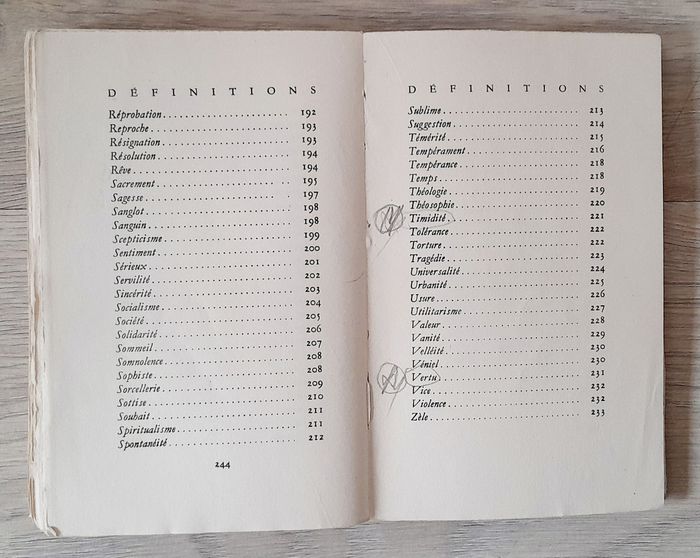 DÉFINITIONS
Réprobation 192
Reproche 193
Résignation 193
Résolution 194
Rêve 194
Sacrement 195
Sagesse 197
Sanglot 198
Sanguin 198
Scepticisme 199
Sentiment 200
Sérieux 201
Servilité 202
Sincérité 203
Socialisme 204
Société 205
Solidarité 206
Sommeil 207
Somnolence 208
Sophiste 208
Sorcellerie 209
Sottise 210
Souhait 211
Spiritualisme 211
Spontanéité 212
244
DÉFINITIONS
Sublime 213
Suggestion 214
Témérité 215
Tempérament 216
Tempérance 218
Temps 218
Théologie 219
Théosophie 220
Timidité 221
Tolérance 222
Torture 222
Tragédie 223
Universalité 224
Urbanité 225
Usure 226
Utilitarisme 227
Valeur 228
Vanité 229
Velléité 230
Véniel 230
Vertu 231
Vice 232
Violence 232
Zèle 233